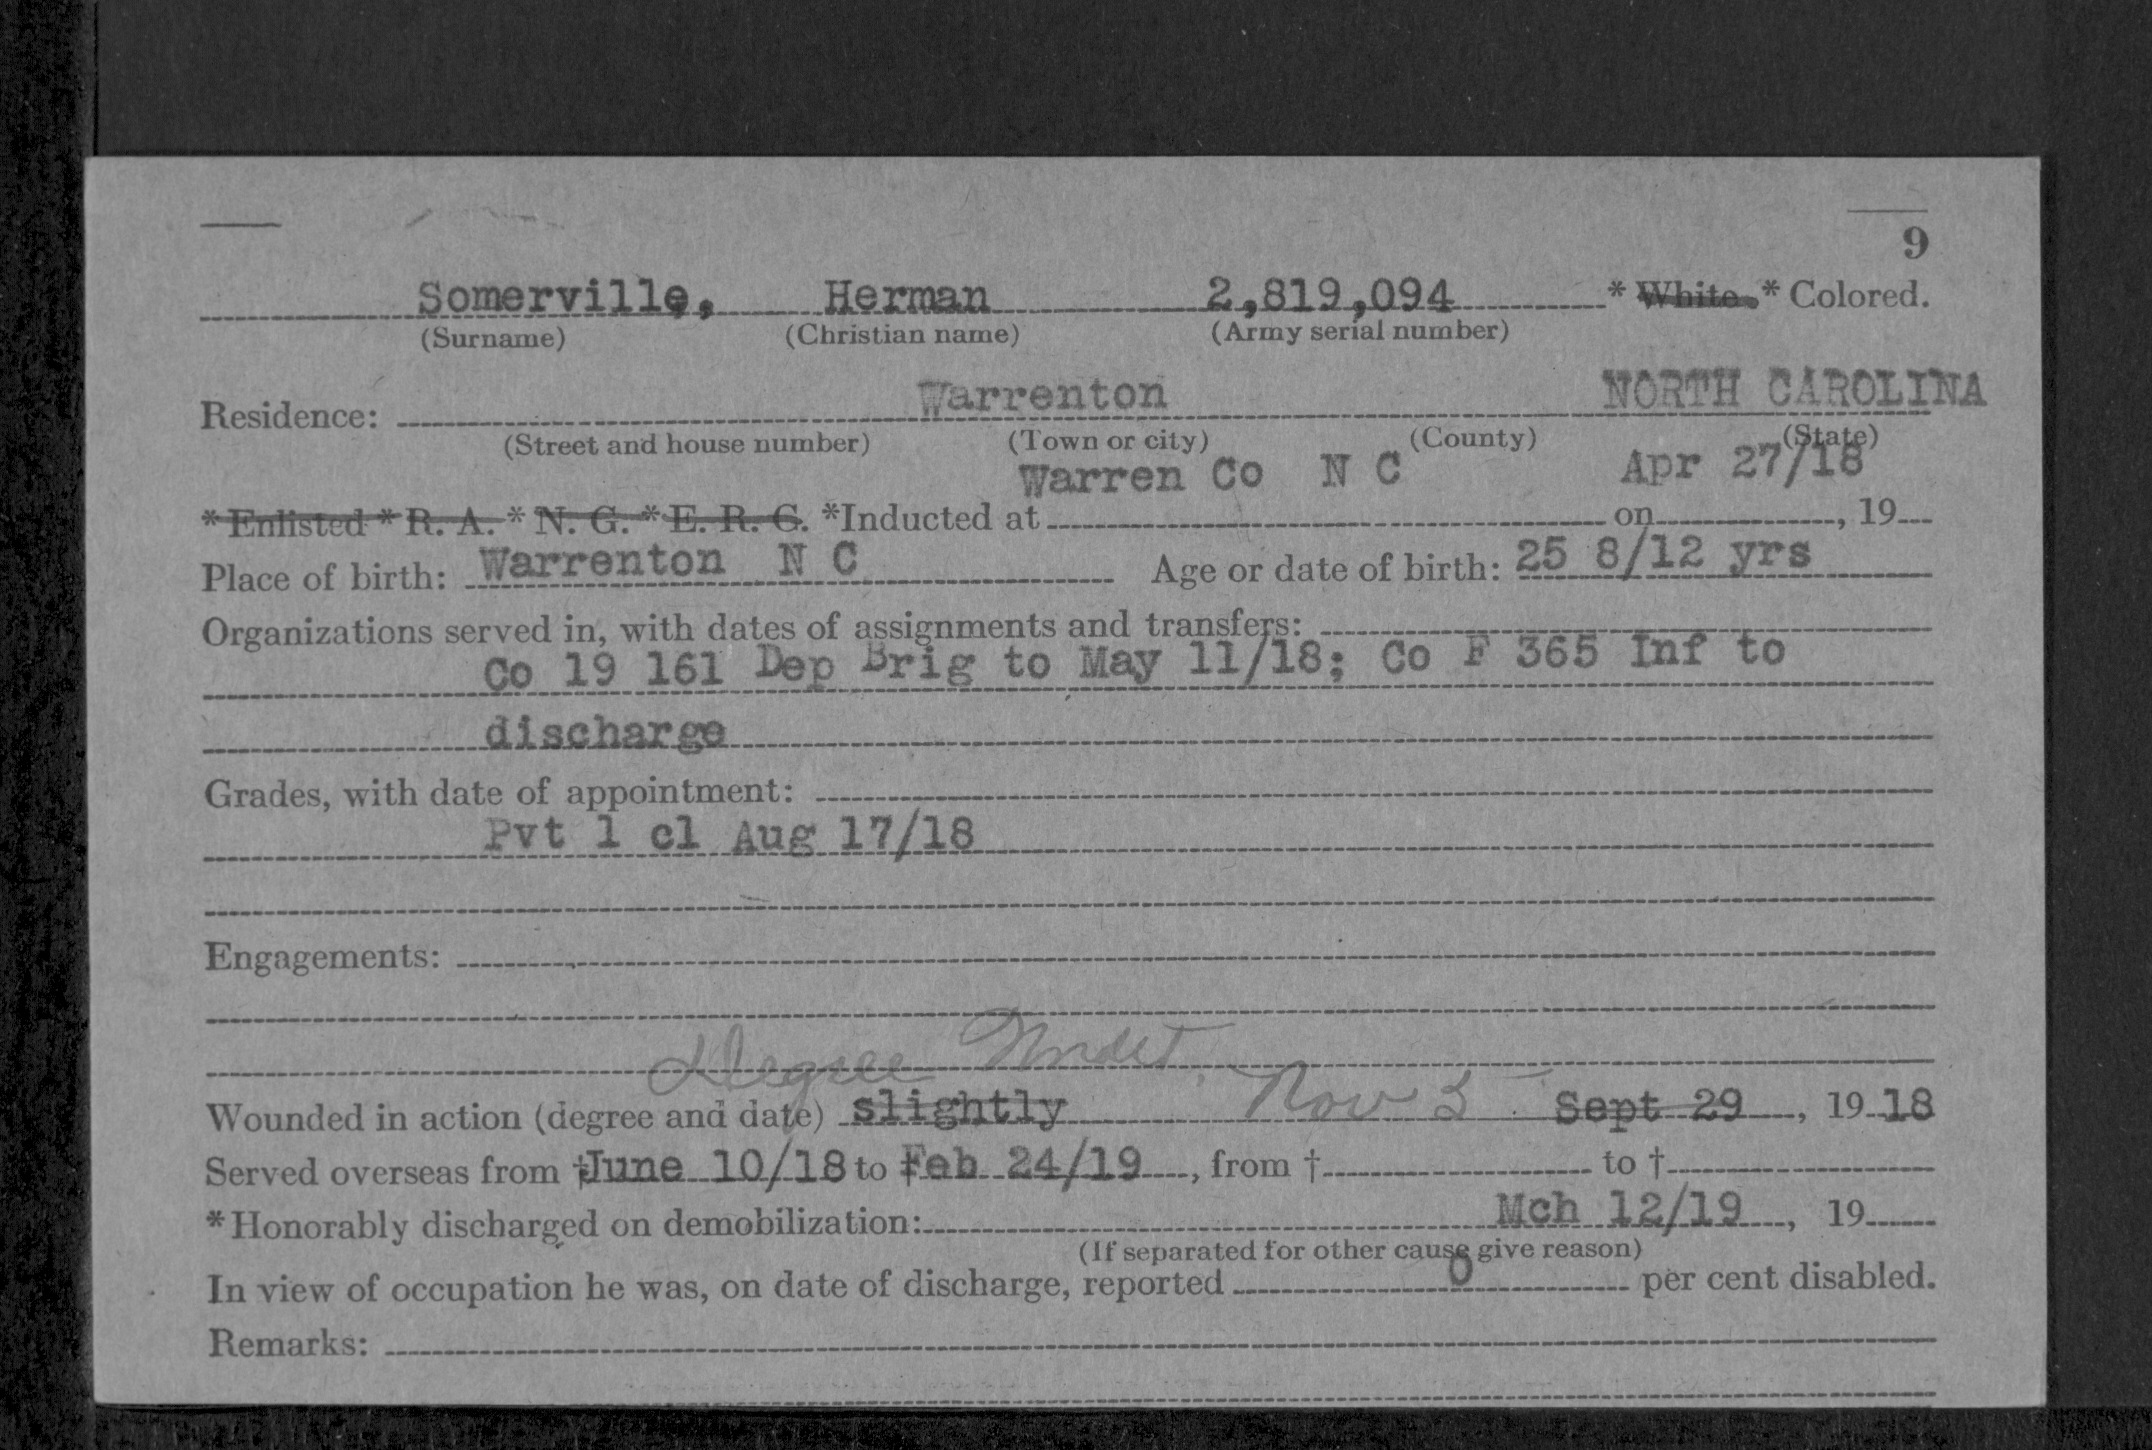 9
Somerville, Herman 2,819,094 * White. * Colored.
(Surname) (Christian name) (Army serial number)
Residence: Warrenton NORTH CAROLINA
(Street and house number) (Town or city) (County) (State)
Warren Co N C Apr 27/18
* Enlisted * R. A. * N. G. * E. R. C. *Inducted at on , 19
Place of birth: Warrenton N C Age or date of birth: 25 8/12 yrs
Organizations served in, with dates of assignments and transfers:
Co 19 161 Dep Brig to May 11/18; Co F 365 Inf to
discharge
Grades, with date of appointment:
Pvt 1 cl Aug 17/18
Engagements:
Degree Undet.
Wounded in action (degree and date) slightly Nov 5 Sept 29, 19 18
Served overseas from †June 10/18 to † Feb 24/19, from † to †
* Honorably discharged on demobilization: Mch 12/19, 19
(If separated for other cause give reason)
In view of occupation he was, on date of discharge, reported 0 per cent disabled.
Remarks: